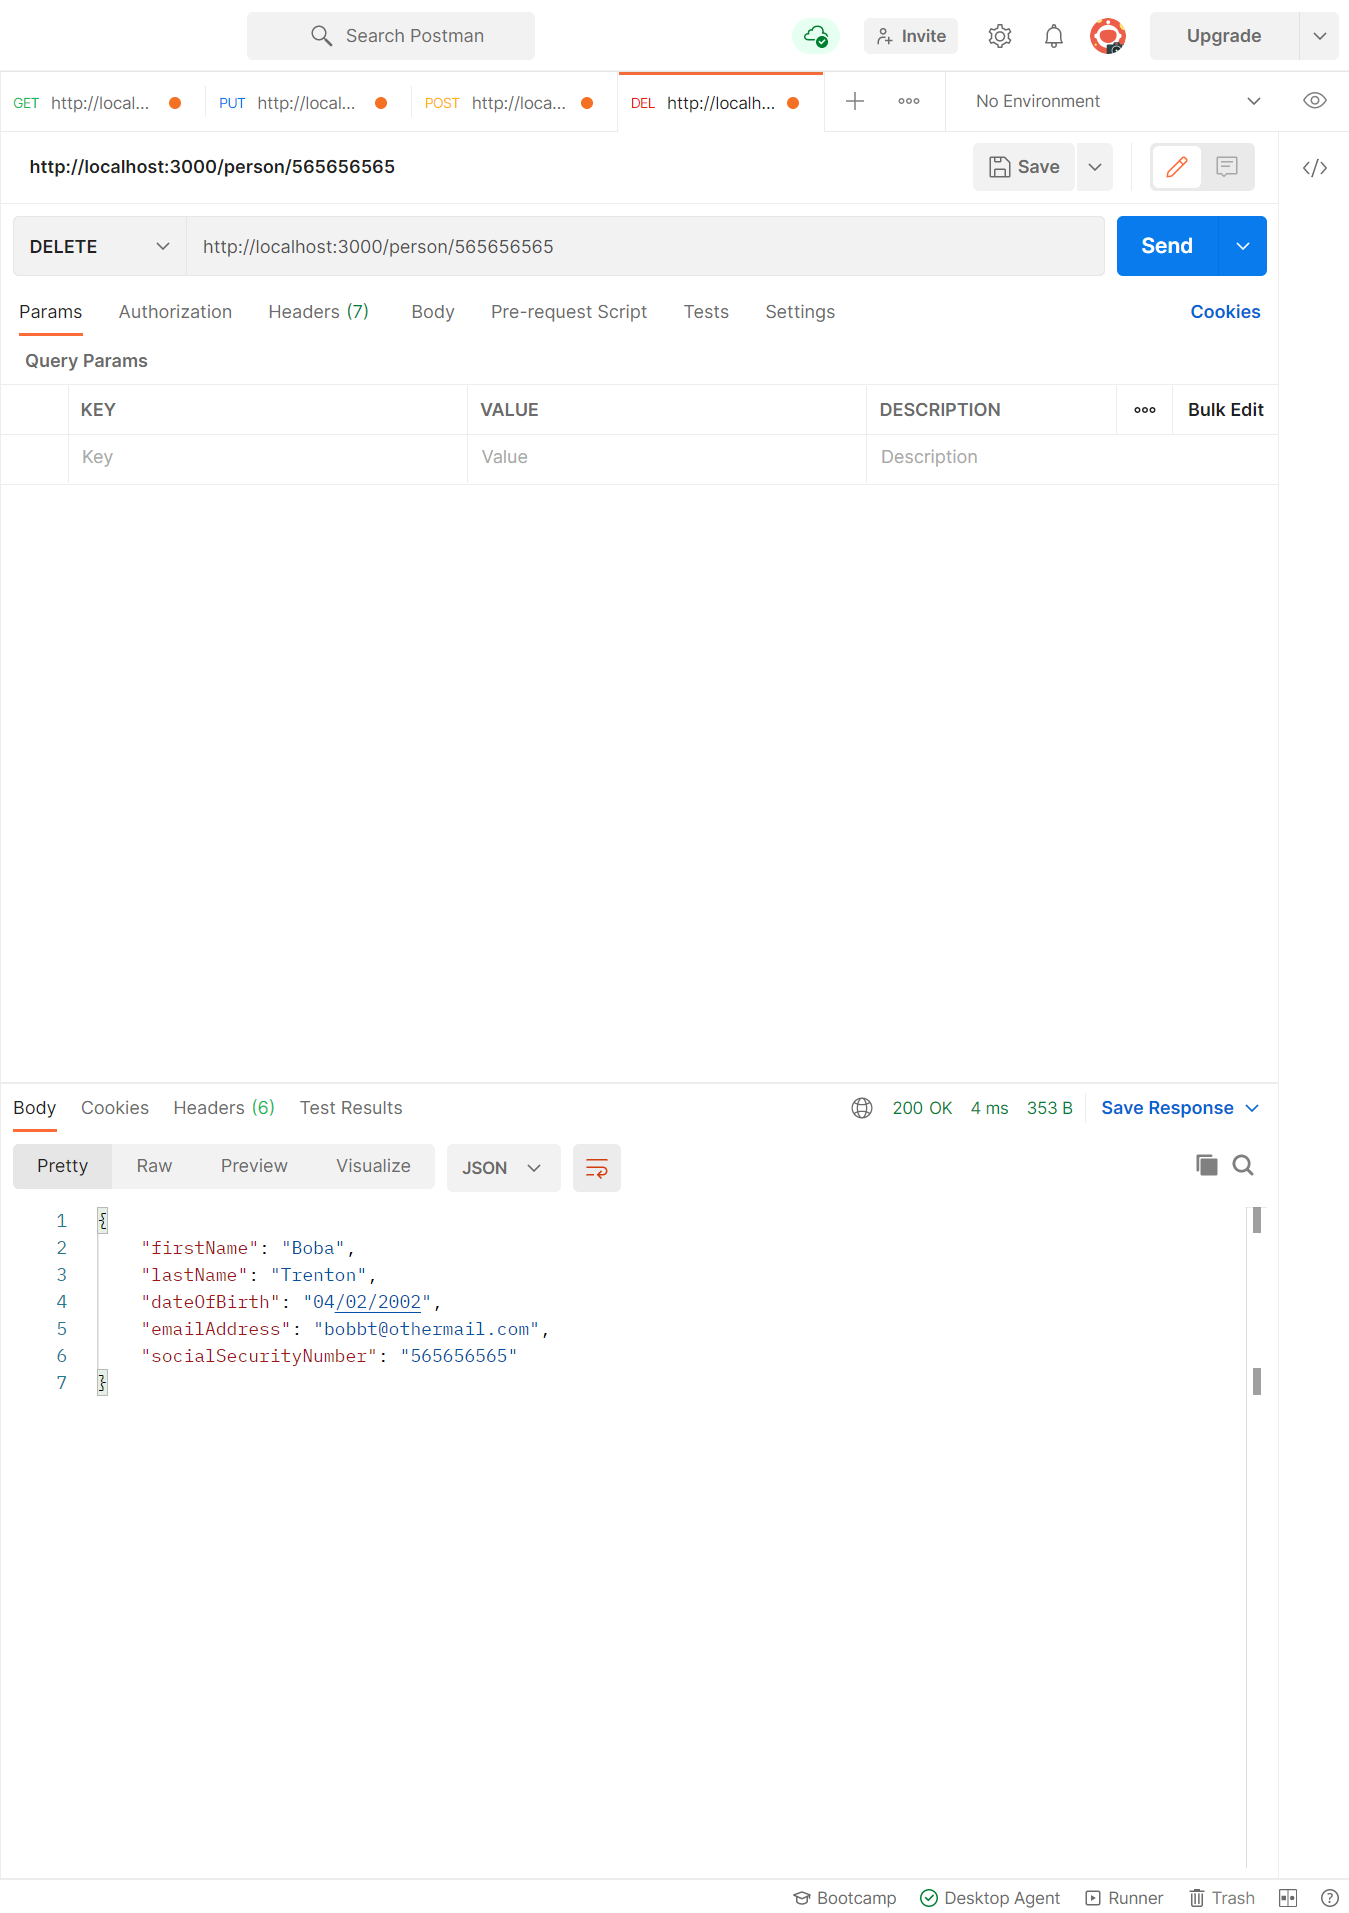 Search Postman
Invite
Upgrade
GET http://local...
PUT http://local...
POST http://loca...
DEL http://localh...
No Environment
http://localhost:3000/person/565656565
Save
DELETE
http://localhost:3000/person/565656565
Send
Params Authorization Headers (7) Body Pre-request Script Tests Settings Cookies
Query Params
KEY VALUE DESCRIPTION Bulk Edit
Key Value Description
Body Cookies Headers (6) Test Results 200 OK 4 ms 353 B Save Response
Pretty Raw Preview Visualize JSON
1 {
2 "firstName": "Boba",
3 "lastName": "Trenton",
4 "dateOfBirth": "04/02/2002",
5 "emailAddress": "bobbt@othermail.com",
6 "socialSecurityNumber": "565656565"
7 }
Bootcamp Desktop Agent Runner Trash